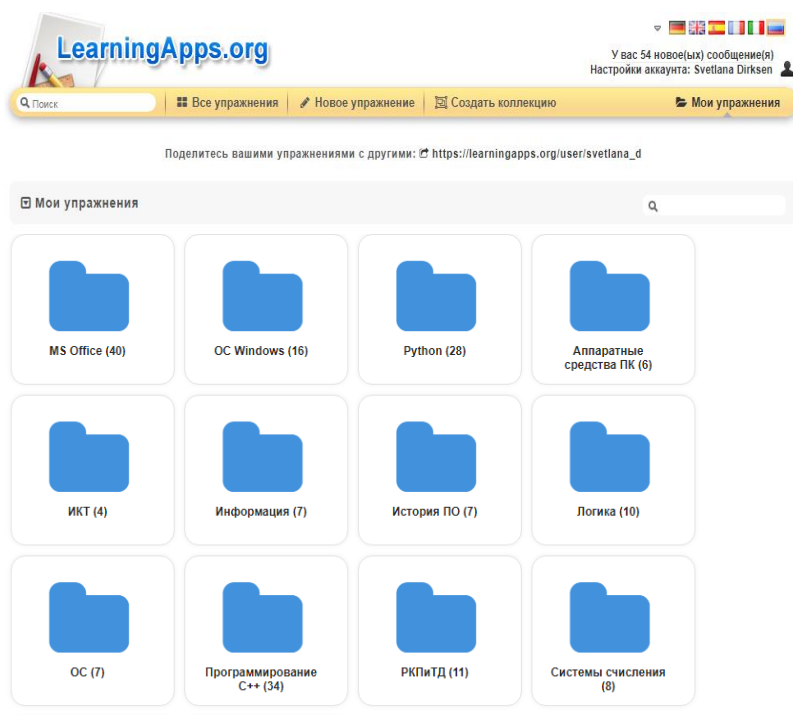 LearningApps.org
У вас 54 новое(ых) сообщение(я)
Настройки аккаунта: Svetlana Dirksen
Поиск
Все упражнения
Новое упражнение
Создать коллекцию
Мои упражнения
Поделитесь вашими упражнениями с другими: https://learningapps.org/user/svetlana_d
Мои упражнения
MS Office (40)
ОС Windows (16)
Python (28)
Аппаратные
средства ПК (6)
ИКТ (4)
Информация (7)
История ПО (7)
Логика (10)
ОС (7)
Программирование
C++ (34)
РКПиТД (11)
Системы счисления
(8)